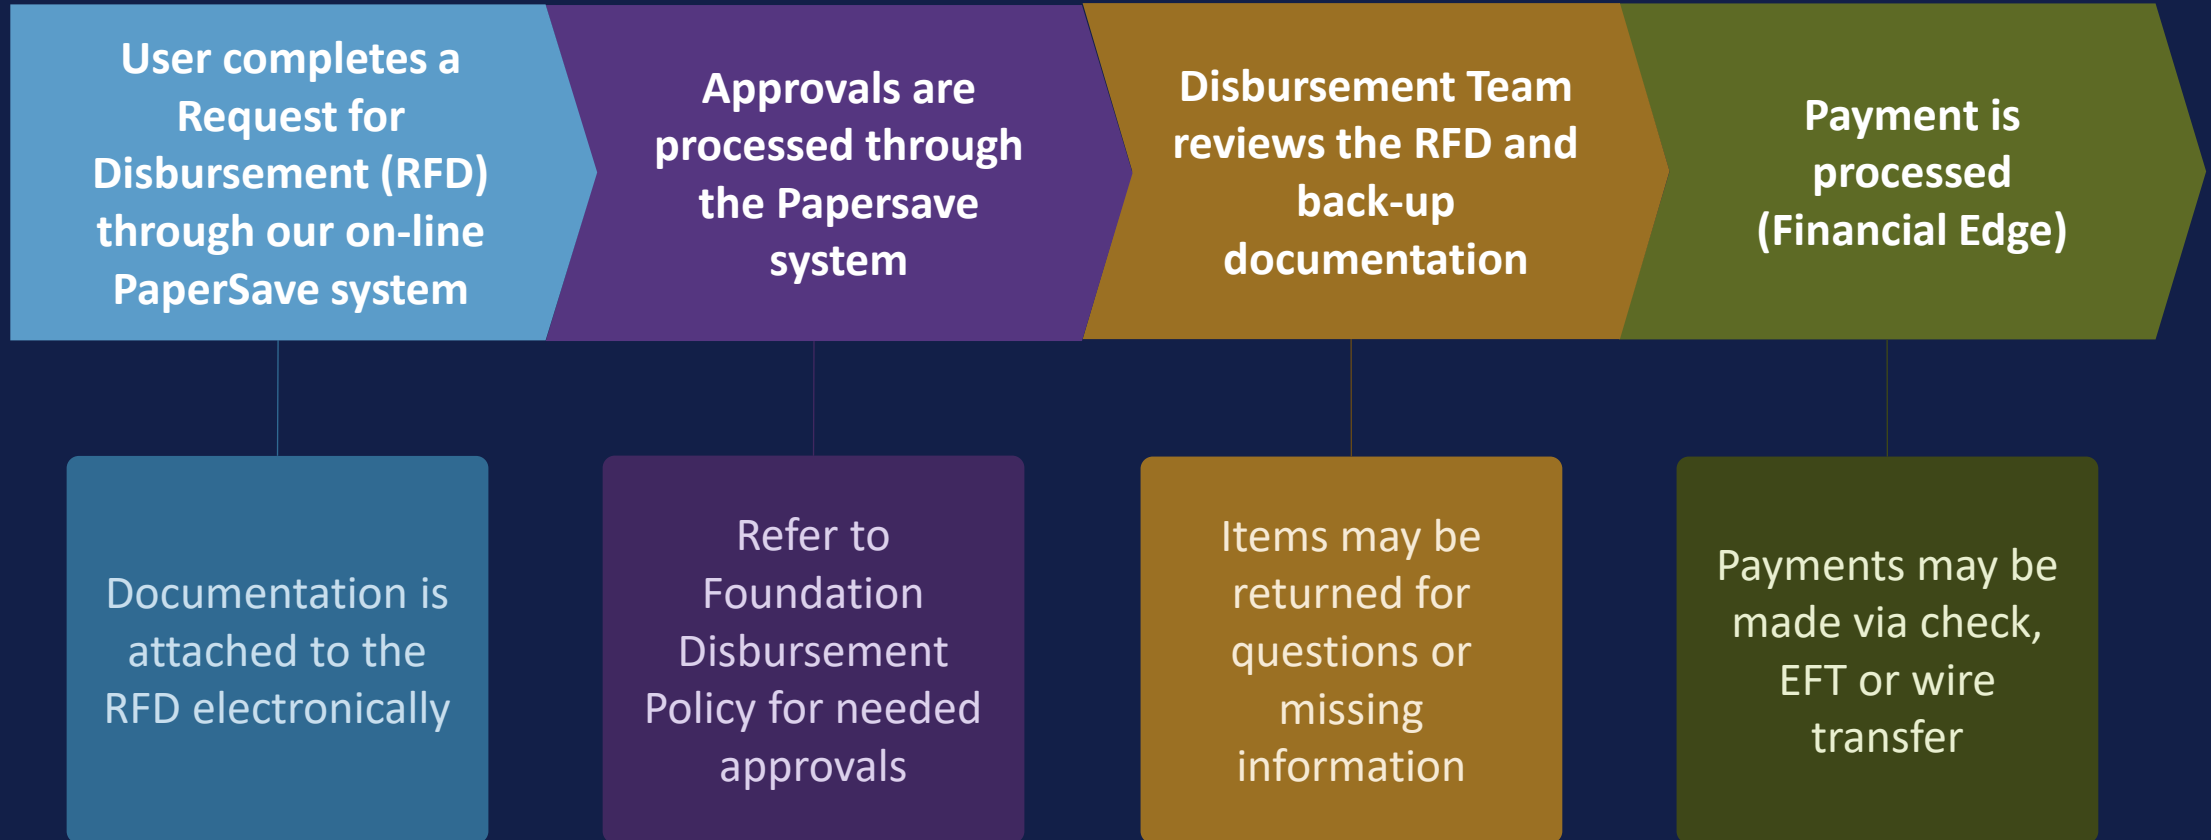 User completes a
Request for
Disbursement (RFD)
through our on-line
PaperSave system
Approvals are
processed through
the Papersave
system
Disbursement Team
reviews the RFD and
back-up
documentation
Payment is
processed
(Financial Edge)
Documentation is
attached to the
RFD electronically
Refer to
Foundation
Disbursement
Policy for needed
approvals
Items may be
returned for
questions or
missing
information
Payments may be
made via check,
EFT or wire
transfer